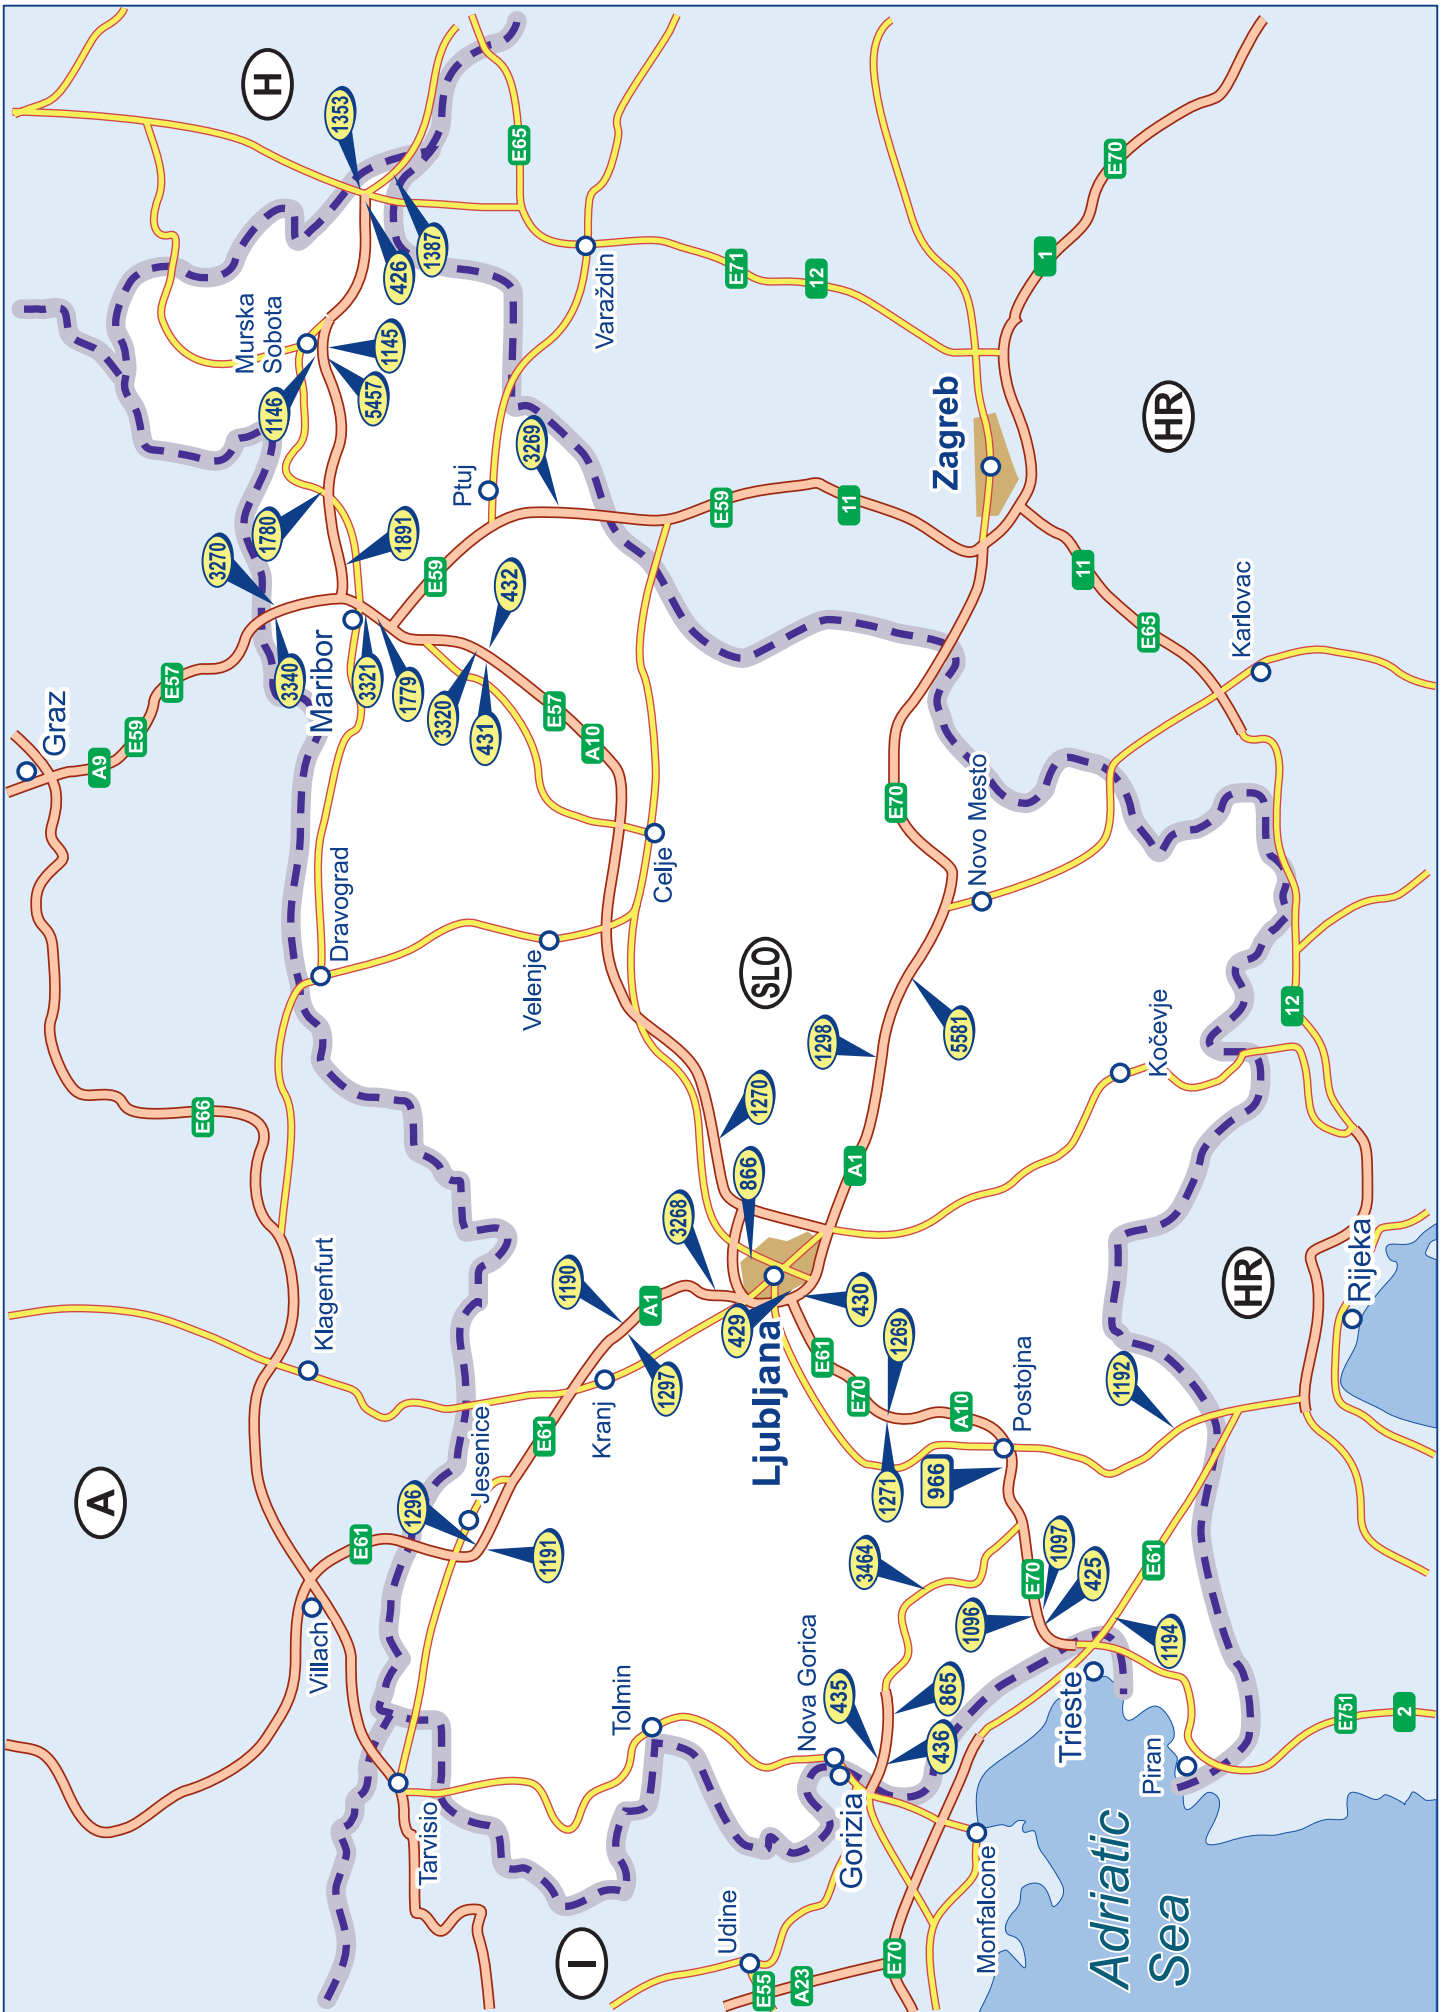 H
1353
E65
E70
1387
426
E71
12
1
Murska
Sobota
Varaždin
1145
1146
5457
Zagreb
HR
3269
Ptuj
1780
1891
3270
E59
E59
11
11
432
E65
Karlovac
Maribor
3340
3321
1779
3320
431
E57
E57
A10
E59
A9
Graz
E70
Novo Mesto
Celje
Dravograd
Velenje
SLO
1298
5581
Kočevje
12
E66
1270
866
A1
3268
1190
A1
429
430
Ljubljana
1297
E61
1269
E70
A10
Postojna
1192
HR
Rijeka
Klagenfurt
Kranj
E61
Jesenice
1271
966
A
1296
1191
E61
3464
1097
425
E70
1096
E61
1194
Villach
Tolmin
Nova Gorica
435
865
436
Trieste
Piran
E751
2
Tarvisio
Gorizia
Udine
Monfalcone
I
E55
A23
E70
Adriatic
Sea